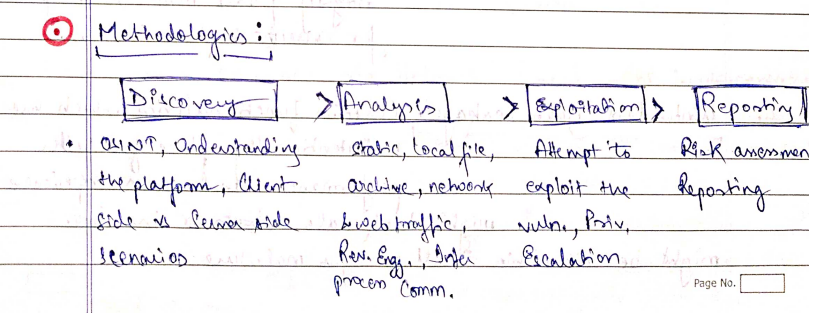 Methodologies :
Discovery > Analysis > Exploitation > Reporting
• OSINT, Understanding
the platform, Client
side vs Server side
scenarios
Static, local file,
archive, network
& web traffic,
Rev. Engg., Inter
process Comm.
Attempt to
exploit the
vuln., Priv.
Escalation
Risk assessmen
Reporting
Page No.